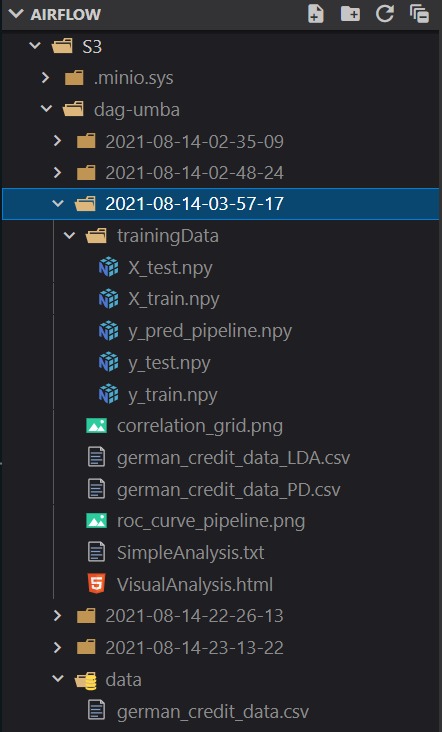 AIRFLOW
S3
.minio.sys
dag-umba
2021-08-14-02-35-09
2021-08-14-02-48-24
2021-08-14-03-57-17
trainingData
X_test.npy
X_train.npy
y_pred_pipeline.npy
y_test.npy
y_train.npy
correlation_grid.png
german_credit_data_LDA.csv
german_credit_data_PD.csv
roc_curve_pipeline.png
SimpleAnalysis.txt
VisualAnalysis.html
2021-08-14-22-26-13
2021-08-14-23-13-22
data
german_credit_data.csv